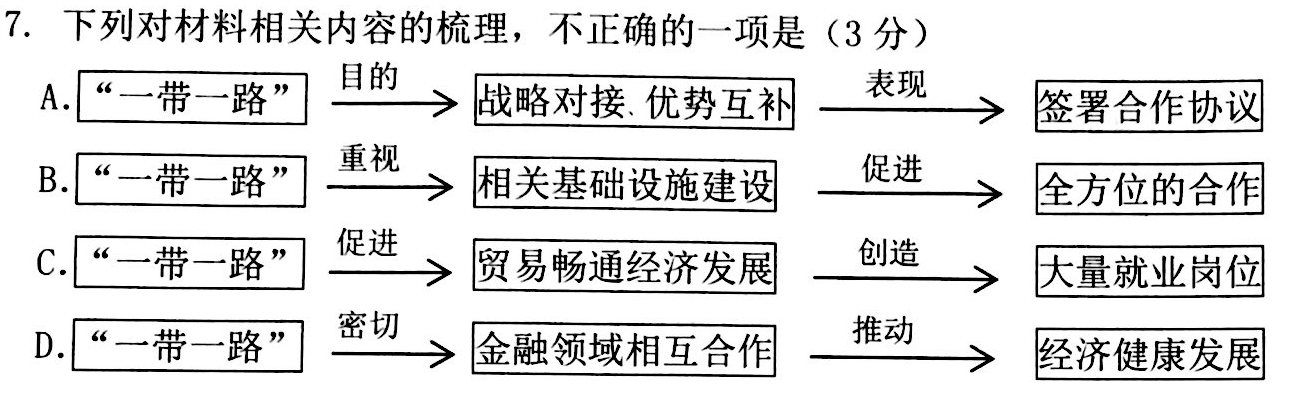 7. 下列对材料相关内容的梳理，不正确的一项是（3 分）
A. “一带一路” 目的 战略对接、优势互补 表现 签署合作协议
B. “一带一路” 重视 相关基础设施建设 促进 全方位的合作
C. “一带一路” 促进 贸易畅通经济发展 创造 大量就业岗位
D. “一带一路” 密切 金融领域相互合作 推动 经济健康发展